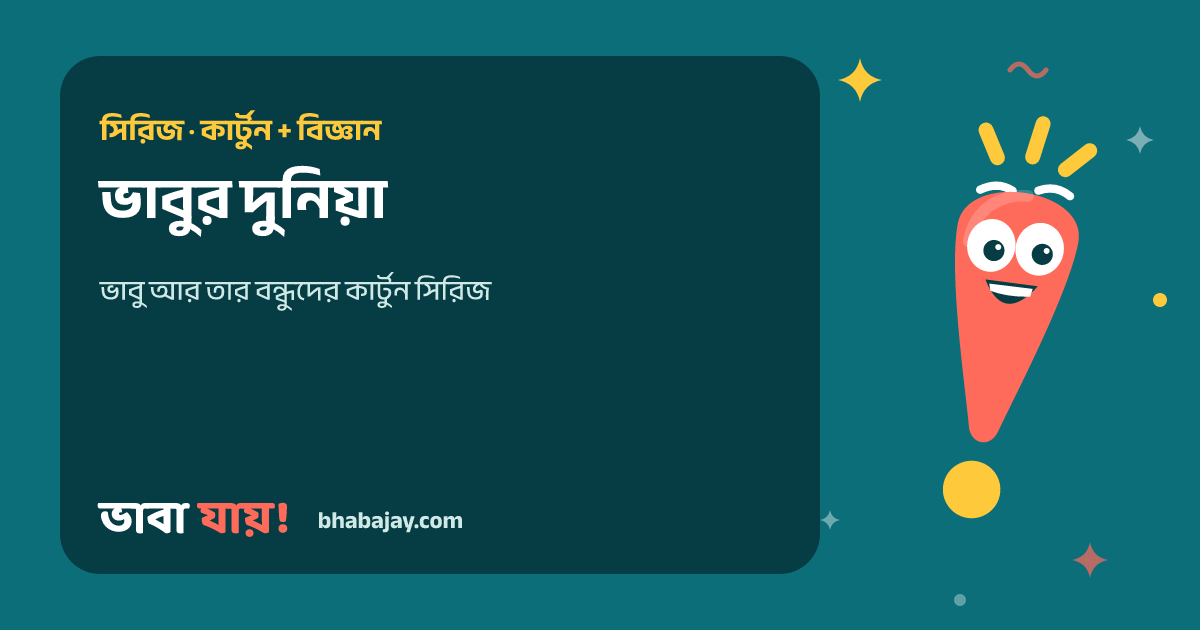 সিরিজ · কার্টুন + বিজ্ঞান
ভাবুর দুনিয়া
ভাবু আর তার বন্ধুদের কার্টুন সিরিজ
ভাবা যায়! bhabajay.com